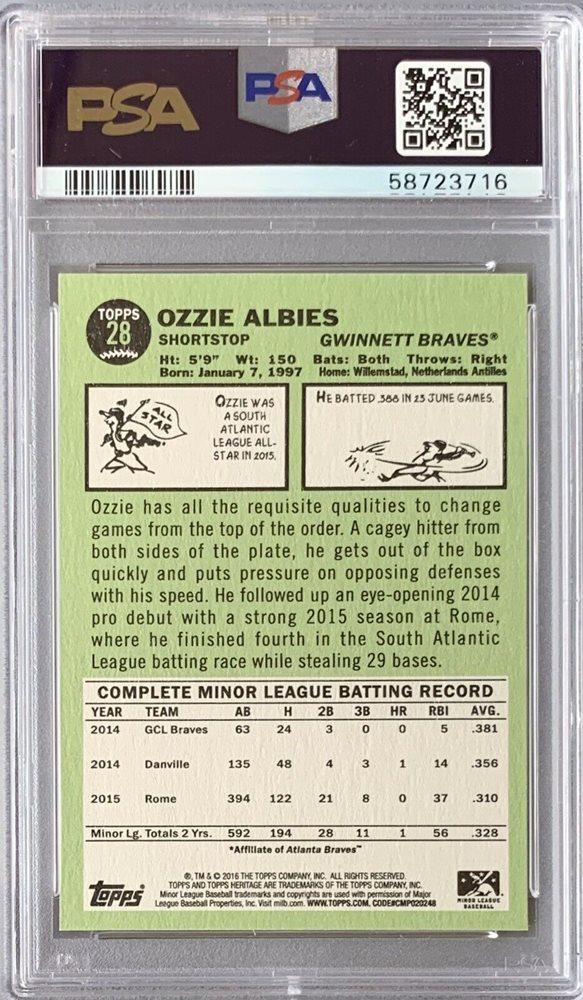 PSA
PSA
58723716
TOPPS
28
OZZIE ALBIES
SHORTSTOP GWINNETT BRAVES®
Ht: 5'9" Wt: 150 Bats: Both Throws: Right
Born: January 7, 1997 Home: Willemstad, Netherlands Antilles
ALL
STAR
OZZIE WAS
A SOUTH
ATLANTIC
LEAGUE ALL-
STAR IN 2015.
HE BATTED .388 IN 23 JUNE GAMES.
Ozzie has all the requisite qualities to change
games from the top of the order. A cagey hitter from
both sides of the plate, he gets out of the box
quickly and puts pressure on opposing defenses
with his speed. He followed up an eye-opening 2014
pro debut with a strong 2015 season at Rome,
where he finished fourth in the South Atlantic
League batting race while stealing 29 bases.
COMPLETE MINOR LEAGUE BATTING RECORD
YEAR TEAM AB H 2B 3B HR RBI AVG.
2014 GCL Braves 63 24 3 0 0 5 .381
2014 Danville 135 48 4 3 1 14 .356
2015 Rome 394 122 21 8 0 37 .310
Minor Lg. Totals 2 Yrs. 592 194 28 11 1 56 .328
*Affiliate of Atlanta Braves™
®, TM & © 2016 THE TOPPS COMPANY, INC. ALL RIGHTS RESERVED.
TOPPS AND TOPPS HERITAGE ARE TRADEMARKS OF THE TOPPS COMPANY, INC.
Minor League Baseball trademarks and copyrights are used with permission of Major
League Baseball Properties, Inc. Visit milb.com. WWW.TOPPS.COM. CODE#CMP020248
TOPPS
MINOR LEAGUE
BASEBALL